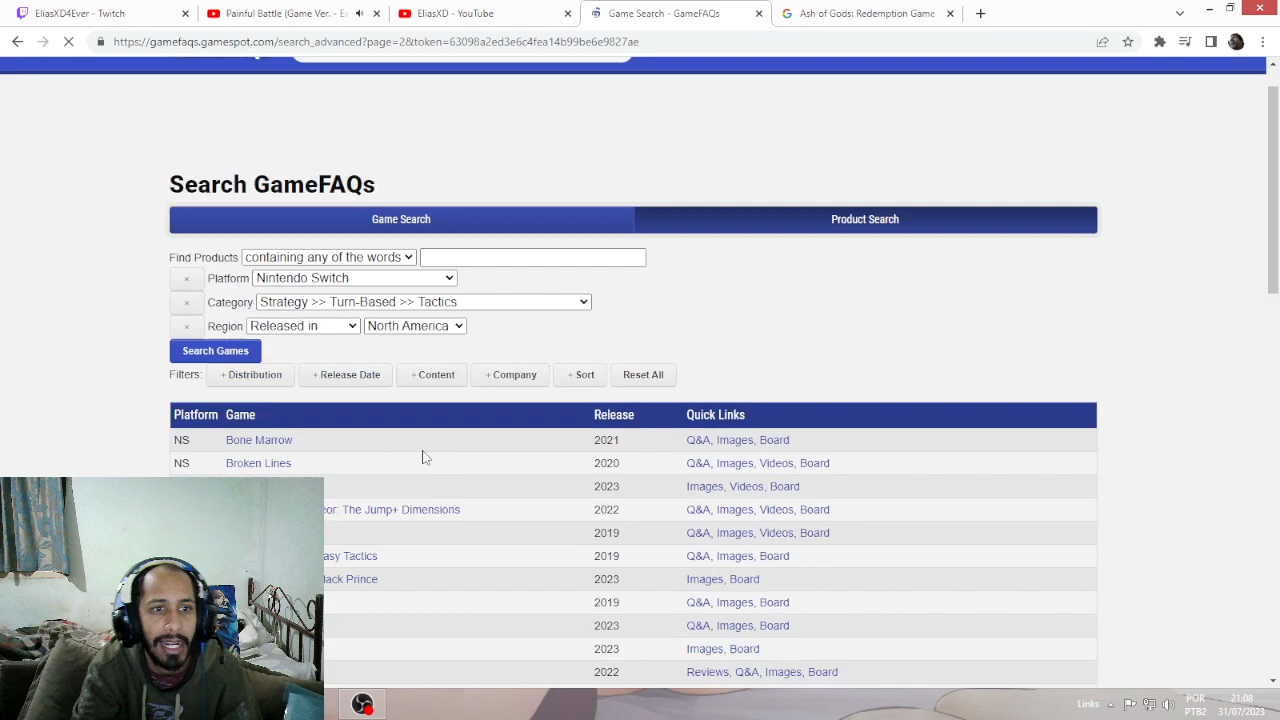 EliasXD4Ever - Twitch
Painful Battle (Game Ver. - E
EliasXD - YouTube
Game Search - GameFAQs
Ash of Gods: Redemption Game
https://gamefaqs.gamespot.com/search_advanced?page=2&token=63098a2ed3e6c4fea14b99be6e9827ae
Search GameFAQs
Game Search
Product Search
Find Products containing any of the words
× Platform Nintendo Switch
× Category Strategy >> Turn-Based >> Tactics
× Region Released in North America
Search Games
Filters: + Distribution + Release Date + Content + Company + Sort Reset All
Platform Game Release Quick Links
NS Bone Marrow 2021 Q&A, Images, Board
NS Broken Lines 2020 Q&A, Images, Videos, Board
2023 Images, Videos, Board
eor: The Jump+ Dimensions 2022 Q&A, Images, Videos, Board
2019 Q&A, Images, Videos, Board
asy Tactics 2019 Q&A, Images, Board
lack Prince 2023 Images, Board
2019 Q&A, Images, Board
2023 Q&A, Images, Board
2023 Images, Board
2022 Reviews, Q&A, Images, Board
Links
POR
PTB2
21:08
31/07/2023